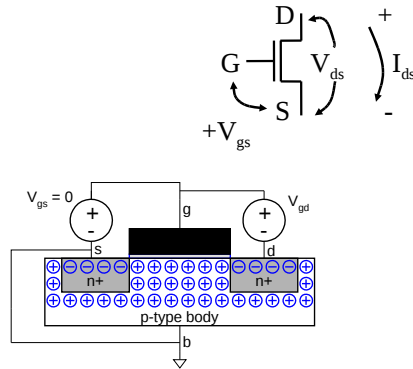 D
+
G
V
ds
I
ds
S
-
+V
gs
V
gs = 0
g
V
gd
+
-
+
-
s
d
n+
n+
p-type body
b